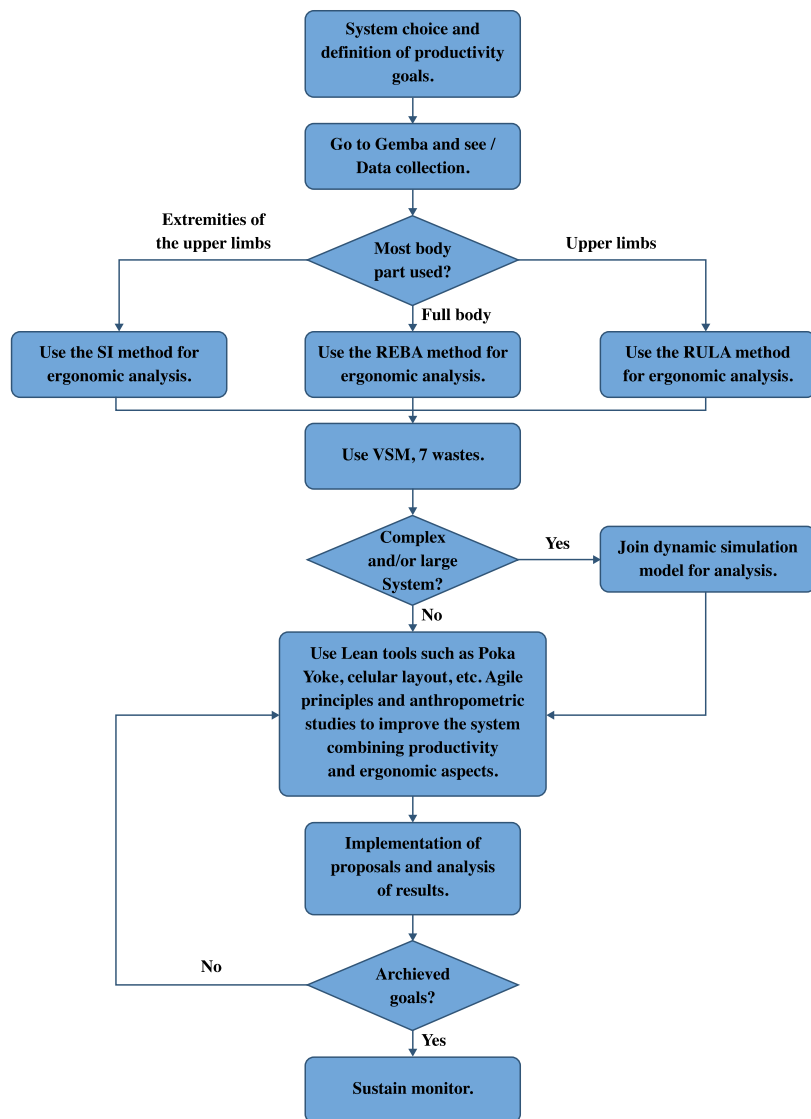 System choice and
definition of productivity
goals.
Go to Gemba and see /
Data collection.
Extremities of
the upper limbs
Most body
part used?
Upper limbs
Full body
Use the SI method for
ergonomic analysis.
Use the REBA method for
ergonomic analysis.
Use the RULA method
for ergonomic analysis.
Use VSM, 7 wastes.
Complex
and/or large
System?
Yes
Join dynamic simulation
model for analysis.
No
Use Lean tools such as Poka
Yoke, celular layout, etc. Agile
principles and anthropometric
studies to improve the system
combining productivity
and ergonomic aspects.
Implementation of
proposals and analysis
of results.
No
Archieved
goals?
Yes
Sustain monitor.